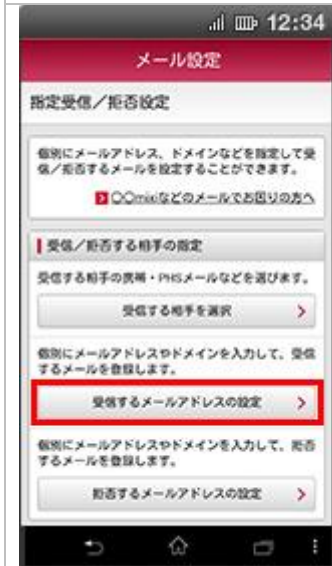 12:34
メール設定
指定受信／拒否設定
個別にメールアドレス、ドメインなどを指定して受
信／拒否するメールを設定することができます。
○○mixiなどのメールでお困りの方へ
受信／拒否する相手の指定
受信する相手の携帯・PHSメールなどを選びます。
受信する相手を選択
個別にメールアドレスやドメインを入力して、受信
するメールを登録します。
受信するメールアドレスの設定
個別にメールアドレスやドメインを入力して、拒否
するメールを登録します。
拒否するメールアドレスの設定